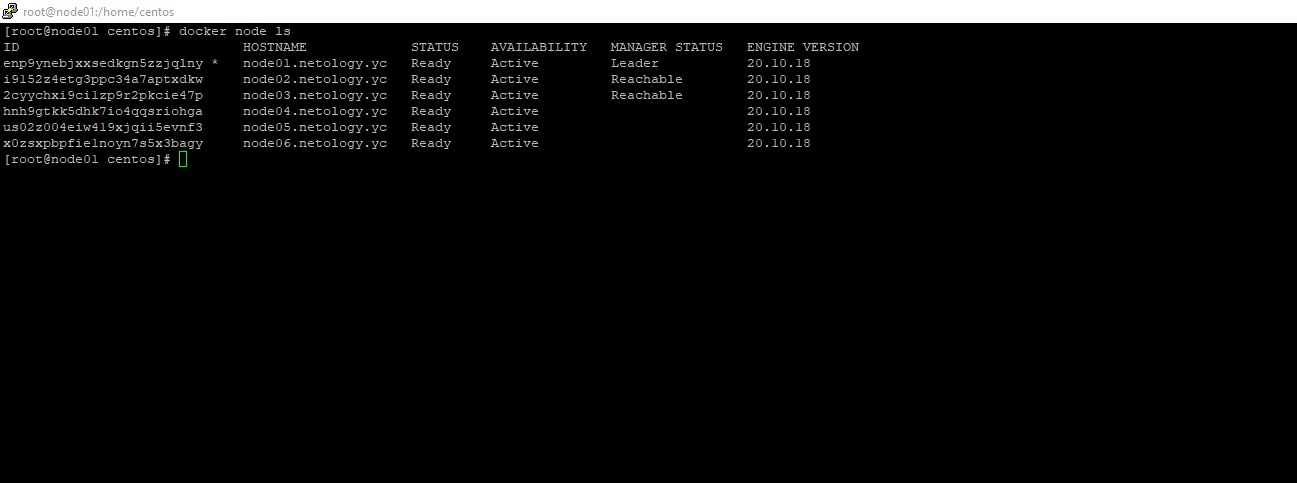 root@node01:/home/centos
[root@node01 centos]# docker node ls
ID HOSTNAME STATUS AVAILABILITY MANAGER STATUS ENGINE VERSION
enp9ynebjxxsedkgn5zzjqlny * node01.netology.yc Ready Active Leader 20.10.18
i9152z4etg3ppc34a7aptxdkw node02.netology.yc Ready Active Reachable 20.10.18
2cyychxi9ci1zp9r2pkcie47p node03.netology.yc Ready Active Reachable 20.10.18
hnh9gtkk5dhk7io4qqsriohga node04.netology.yc Ready Active 20.10.18
us02z004eiw419xjqii5evnf3 node05.netology.yc Ready Active 20.10.18
x0zsxpbpfie1noyn7s5x3bagy node06.netology.yc Ready Active 20.10.18
[root@node01 centos]#